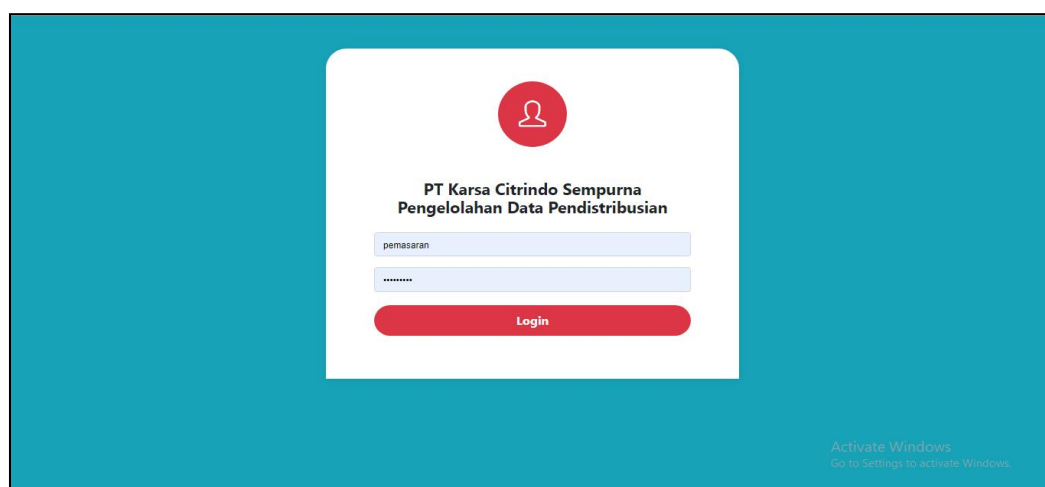 PT Karsa Citrindo Sempurna
Pengelolahan Data Pendistribusian
pemasaran
•••••••••
Login
Activate Windows
Go to Settings to activate Windows.